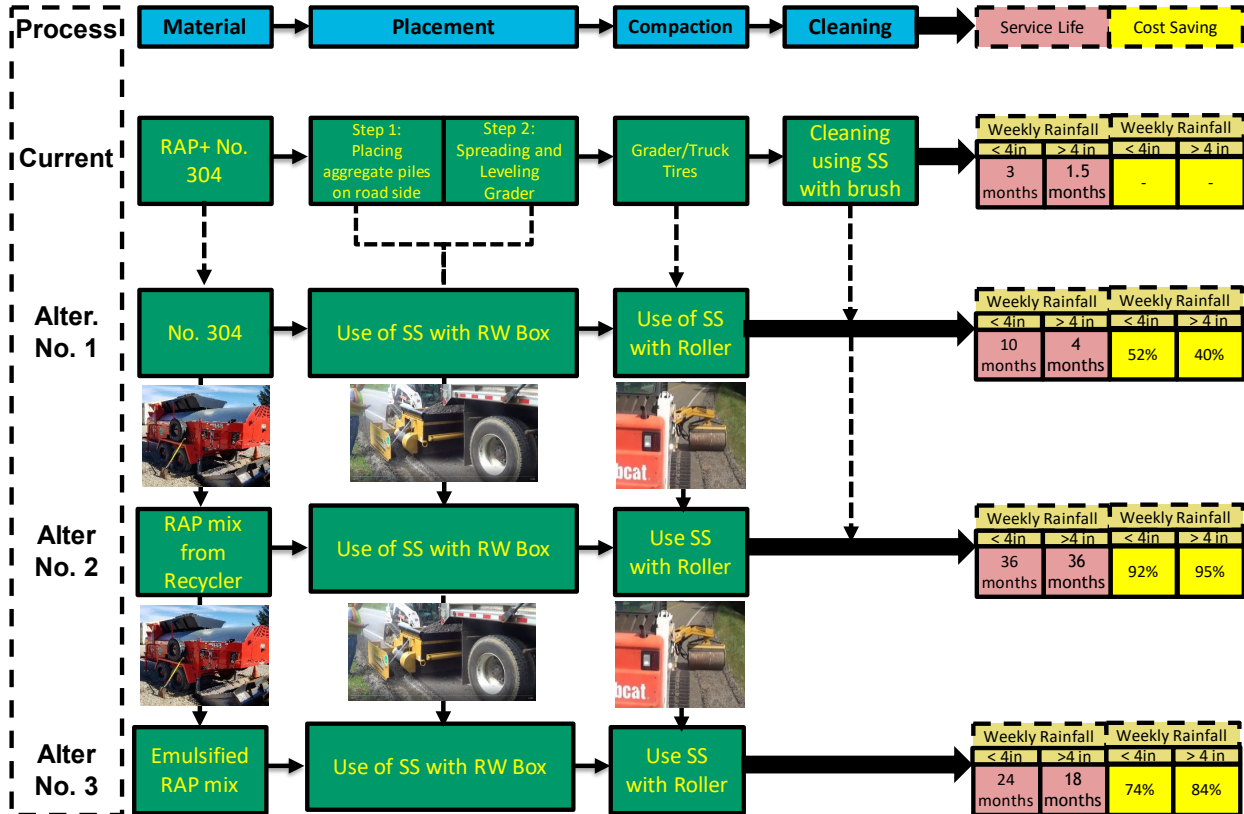 Process
Material
Placement
Compaction
Cleaning
Service Life
Cost Saving
Current
RAP+ No.
304
Step 1:
Placing
aggregate piles
on road side
Step 2:
Spreading and
Leveling
Grader
Grader/Truck
Tires
Cleaning
using SS
with brush
Weekly Rainfall
Weekly Rainfall
< 4in
> 4 in
< 4in
> 4 in
3
months
1.5
months
-
-
Alter.
No. 1
No. 304
Use of SS with RW Box
Use of SS
with Roller
Weekly Rainfall
Weekly Rainfall
< 4in
> 4 in
< 4in
> 4 in
10
months
4
months
52%
40%
bcat.
Alter
No. 2
RAP mix
from
Recycler
Use of SS with RW Box
Use SS
with Roller
Weekly Rainfall
Weekly Rainfall
< 4in
>4 in
< 4in
> 4 in
36
months
36
months
92%
95%
bcat.
Alter
No. 3
Emulsified
RAP mix
Use of SS with RW Box
Use SS
with Roller
Weekly Rainfall
Weekly Rainfall
< 4in
>4 in
< 4in
> 4 in
24
months
18
months
74%
84%